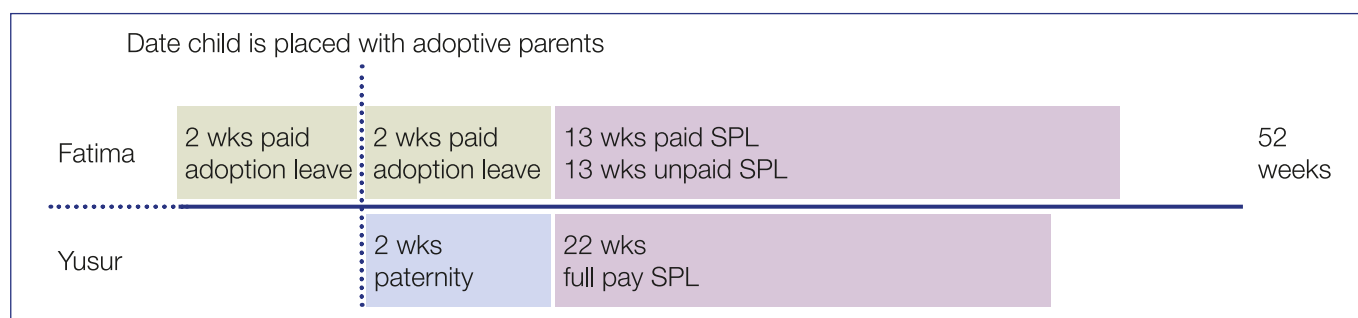 Date child is placed with adoptive parents
Fatima
2 wks paid
adoption leave
2 wks paid
adoption leave
13 wks paid SPL
13 wks unpaid SPL
52
weeks
Yusur
2 wks
paternity
22 wks
full pay SPL